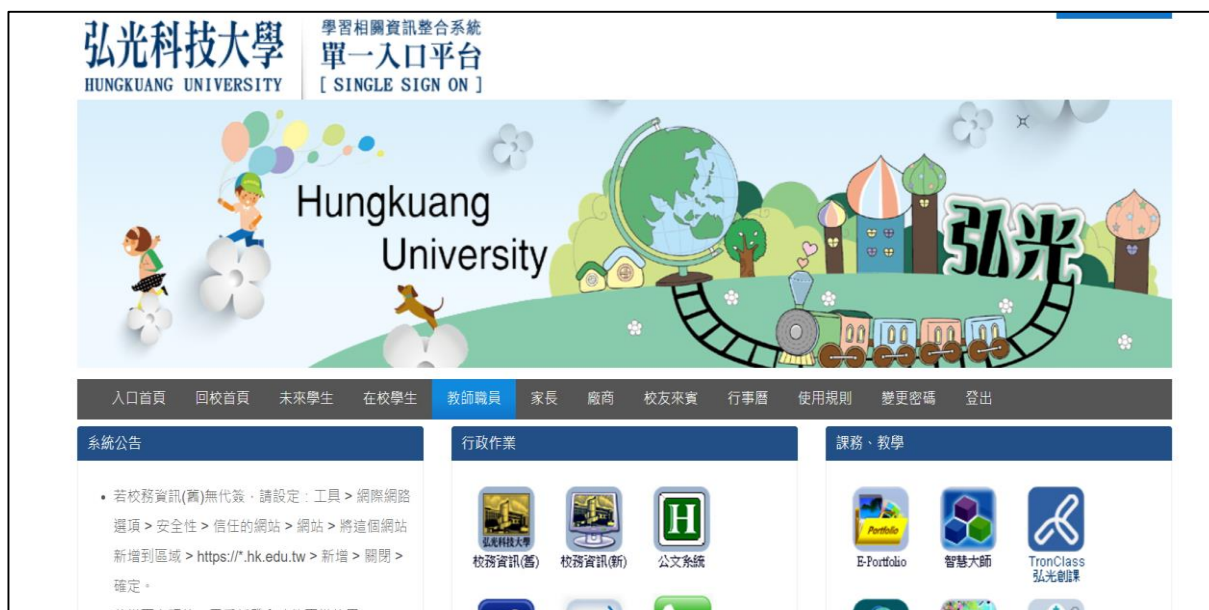 弘光科技大學
HUNGKUANG UNIVERSITY
學習相關資訊整合系統
單一入口平台
[ SINGLE SIGN ON ]
Hungkuang
University
弘光
入口首頁 回校首頁 未來學生 在校學生 教師職員 家長 廠商 校友來賓 行事曆 使用規則 變更密碼 登出
系統公告
• 若校務資訊(舊)無代簽，請設定：工具 > 網際網路
選項 > 安全性 > 信任的網站 > 網站 > 將這個網站
新增到區域 > https://*.hk.edu.tw > 新增 > 關閉 >
確定。
行政作業
弘光科技大學
校務資訊(舊)
校務資訊(新)
H
公文系統
課務、教學
Portfolio
E-Portfolio
智慧大師
TronClass
弘光創課